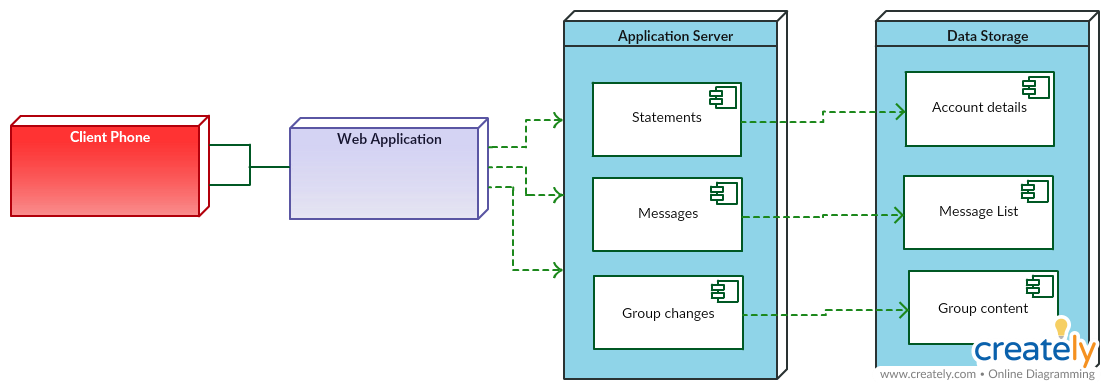 Application Server
Data Storage
Client Phone
Web Application
Statements
Account details
Messages
Message List
Group changes
Group content
creately
www.creately.com • Online Diagramming